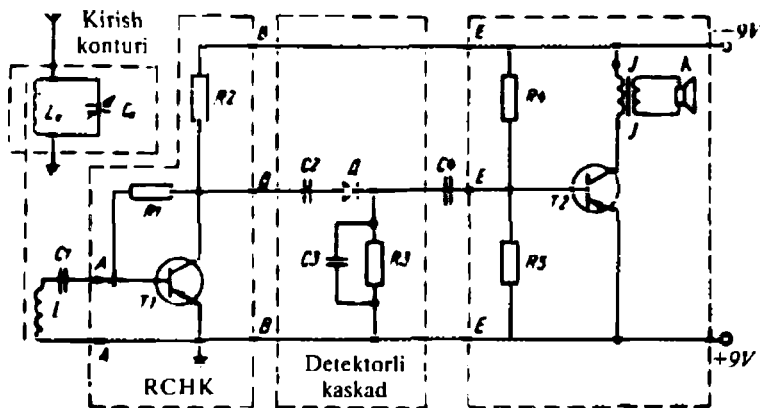 Kirish
konturi
B
E
−9V
J
A
R2
R4
J
C2
Д
C4
B
E
R1
T2
C1
A
C3
R3
R5
T1
A
B
E
+9V
RCHK
Detektorli
kaskad